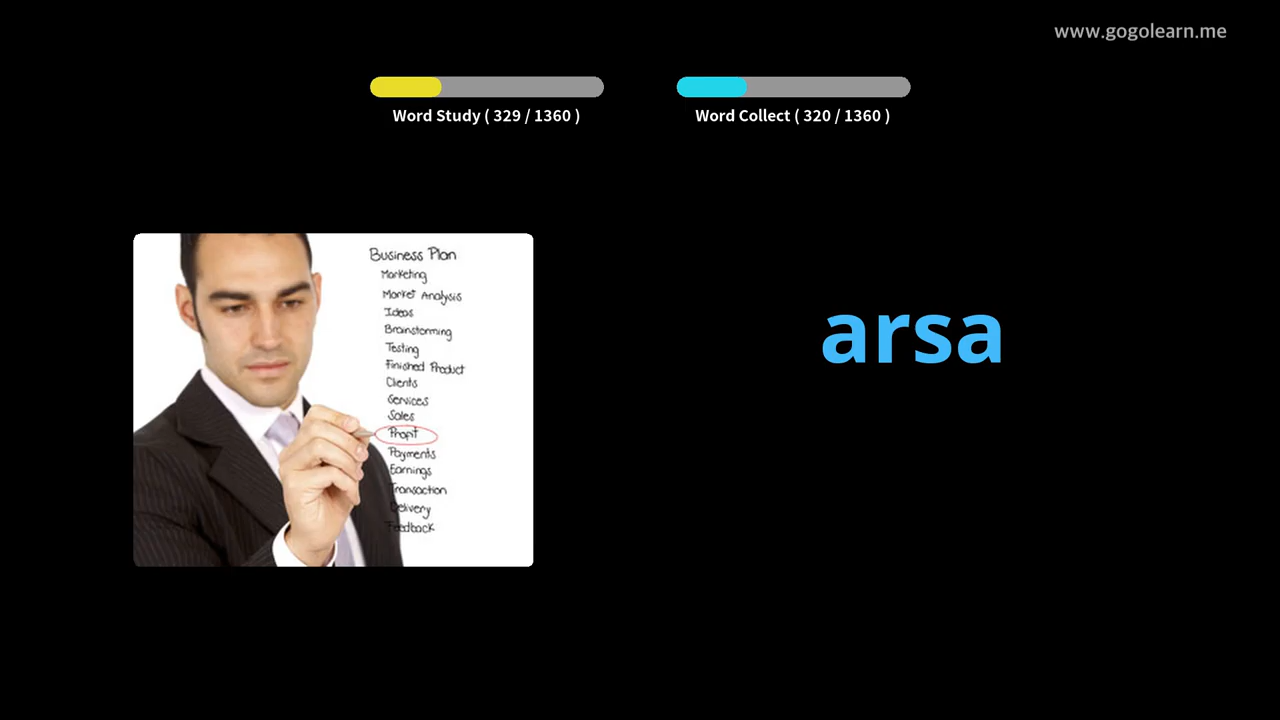 www.gogolearn.me
Word Study ( 329 / 1360 )
Word Collect ( 320 / 1360 )
Business Plan
Marketing
Market Analysis
Ideas
Brainstorming
Testing
Finished Product
Clients
Services
Sales
Profit
Payments
Earnings
Transaction
Delivery
Feedback
arsa